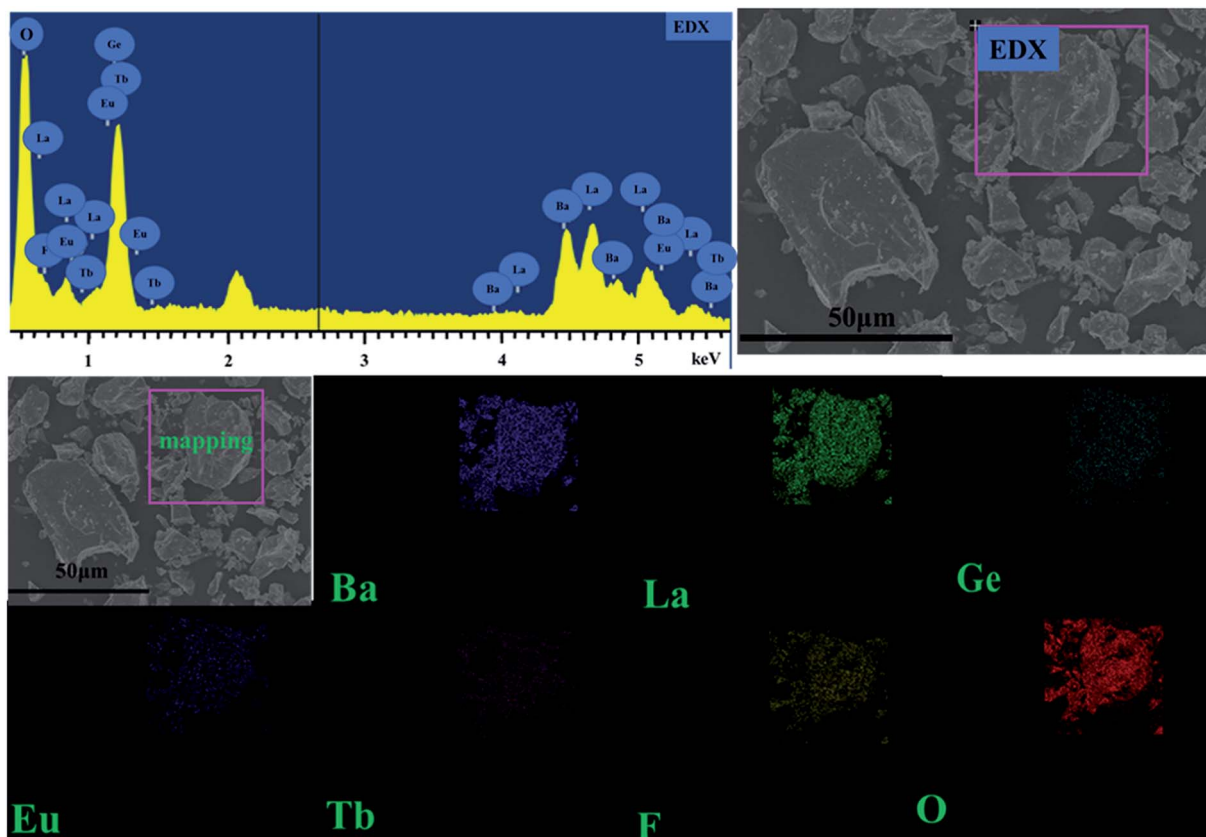 O
Ge
EDX
Tb
Eu
La
La
La
F
Eu
Tb
Eu
Tb
Ba
La
Ba
La
Ba
La
Ba
Eu
La
Tb
Ba
1 2 3 4 5 keV
EDX
50μm
mapping
50μm
Ba
La
Ge
Eu
Tb
F
O